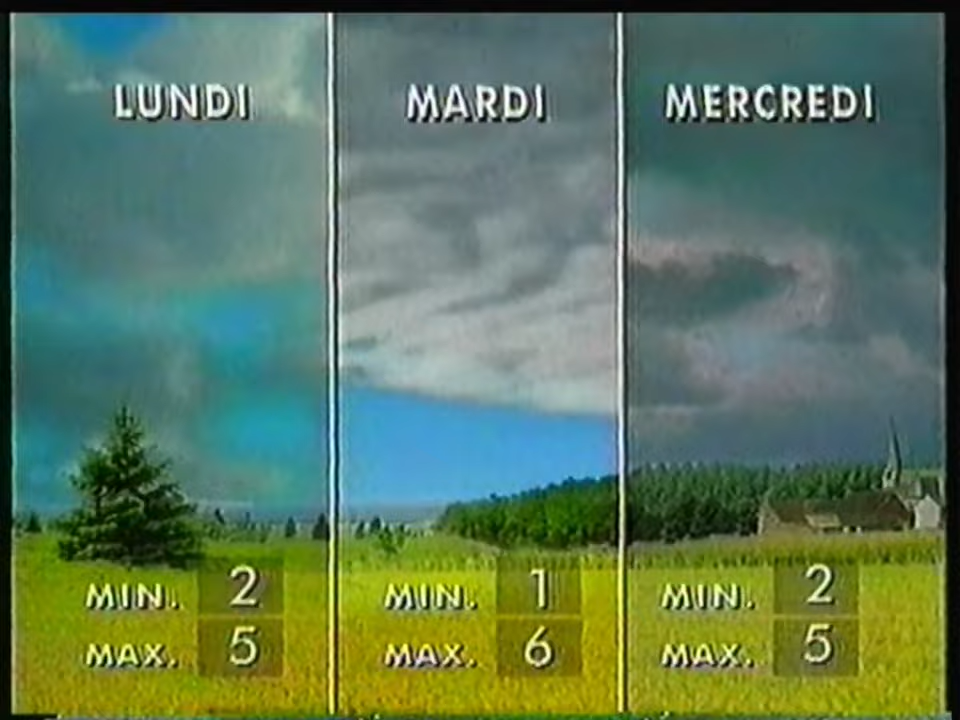 LUNDI
MIN. 2
MAX. 5
MARDI
MIN. 1
MAX. 6
MERCREDI
MIN. 2
MAX. 5